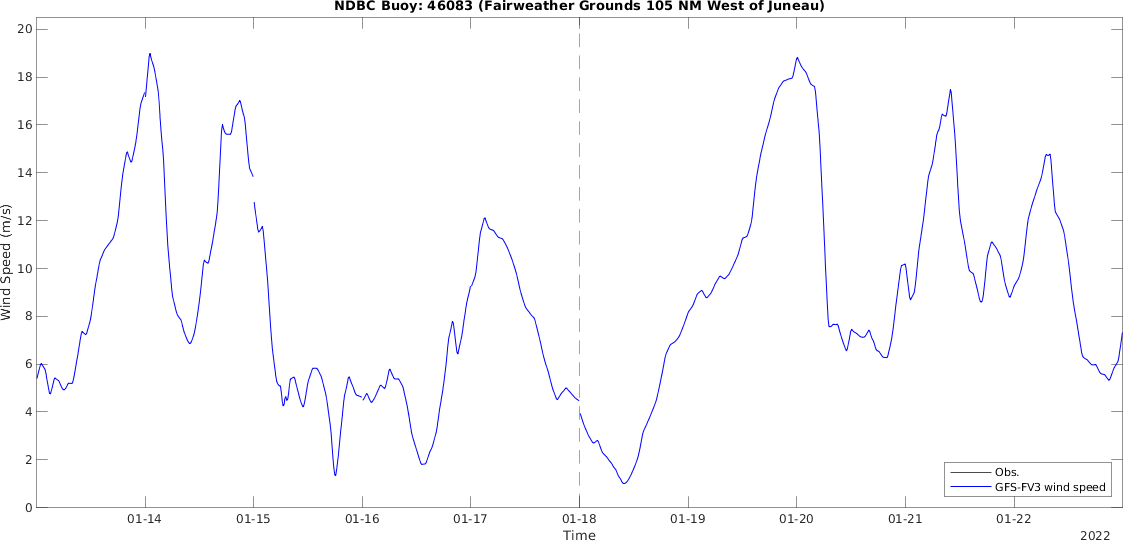 NDBC Buoy: 46083 (Fairweather Grounds 105 NM West of Juneau)
20
18
16
14
12
10
8
6
4
2
0
Wind Speed (m/s)
Obs.
GFS-FV3 wind speed
01-14 01-15 01-16 01-17 01-18 01-19 01-20 01-21 01-22
Time
2022